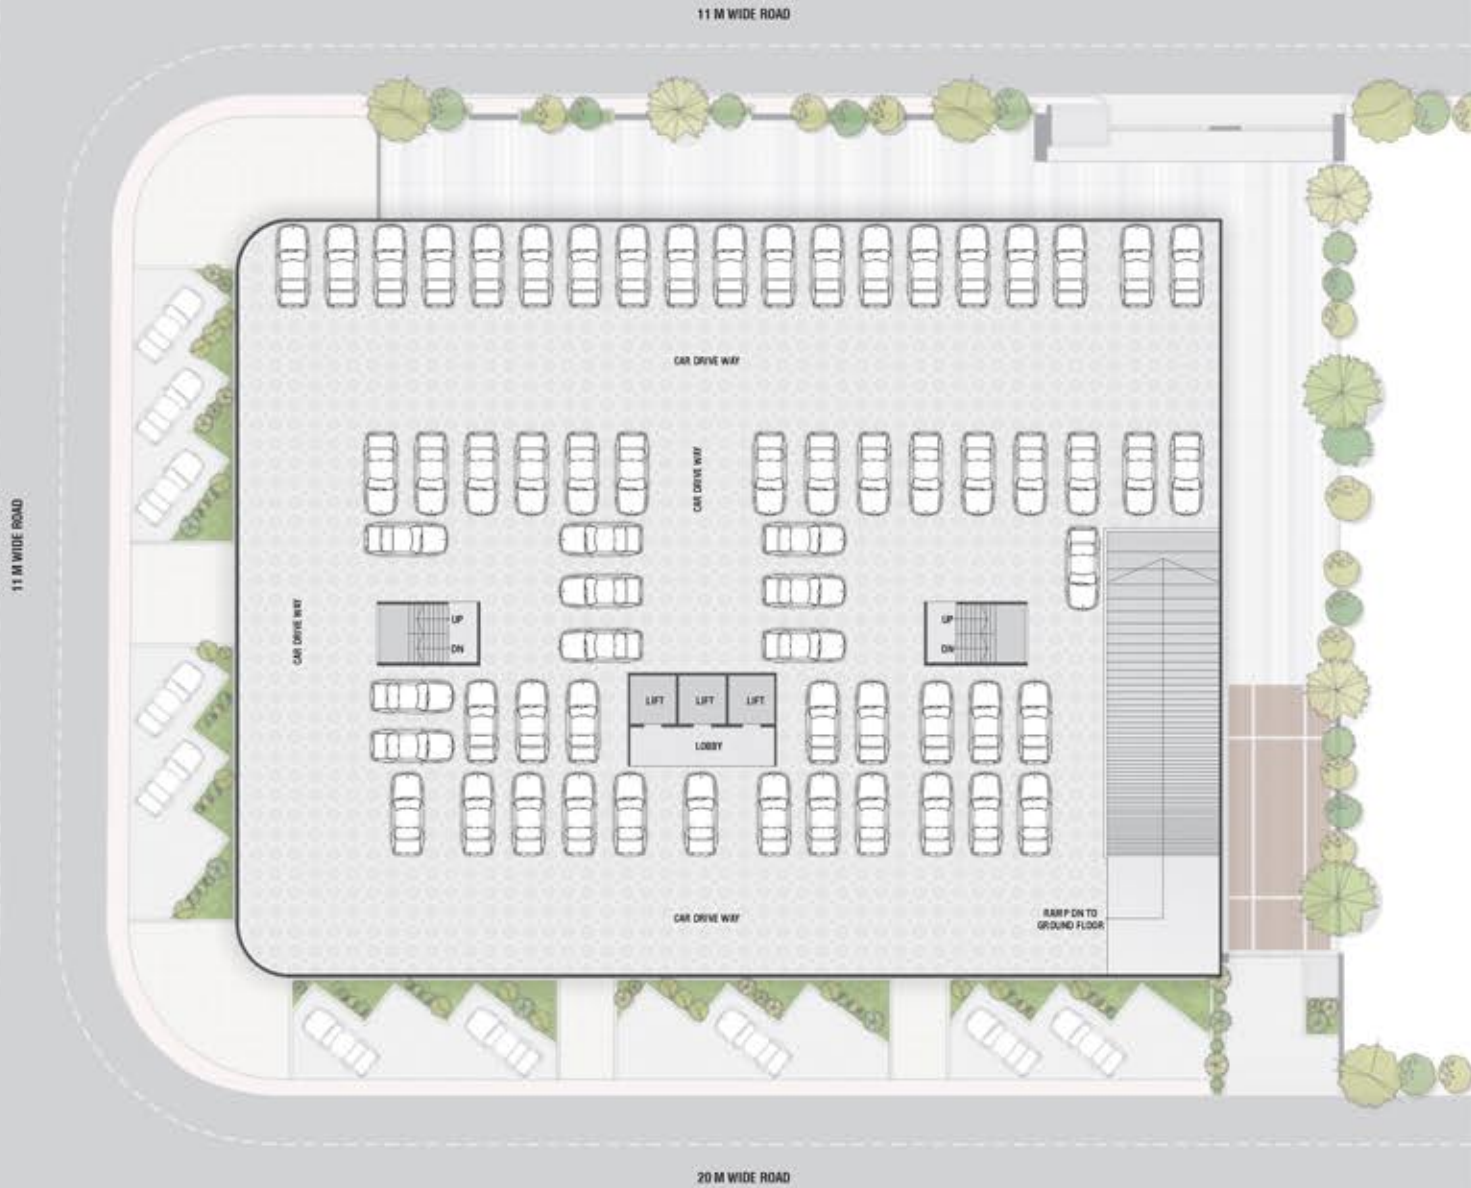 11 M WIDE ROAD
CAR DRIVE WAY
CAR DRIVE WAY
11 M WIDE ROAD
CAR DRIVE WAY
UP
DN
UP
DN
LIFT
LIFT
LIFT
LOBBY
CAR DRIVE WAY
RAMP DN TO
GROUND FLOOR
20 M WIDE ROAD